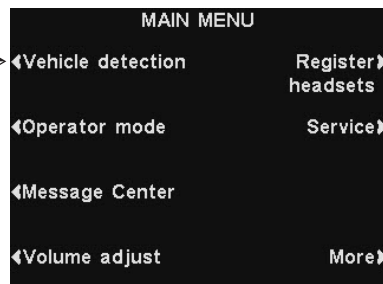 MAIN MENU
Vehicle detection
Register
headsets
Operator mode
Service
Message Center
Volume adjust
More